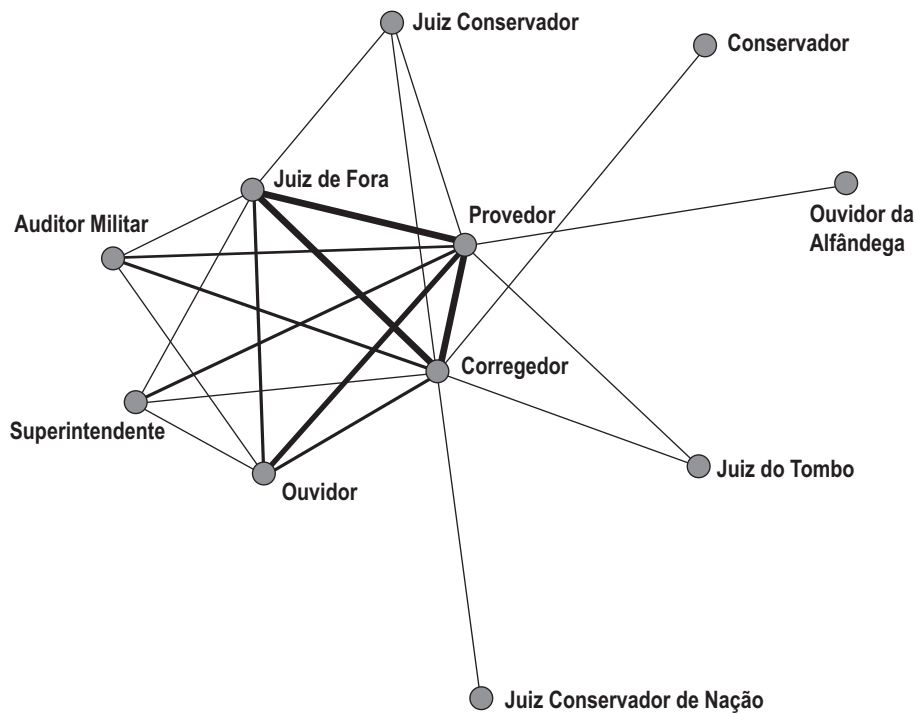 Juiz Conservador
Conservador
Juiz de Fora
Ouvidor da
Alfândega
Provedor
Auditor Militar
Corregedor
Superintendente
Juiz do Tombo
Ouvidor
Juiz Conservador de Nação